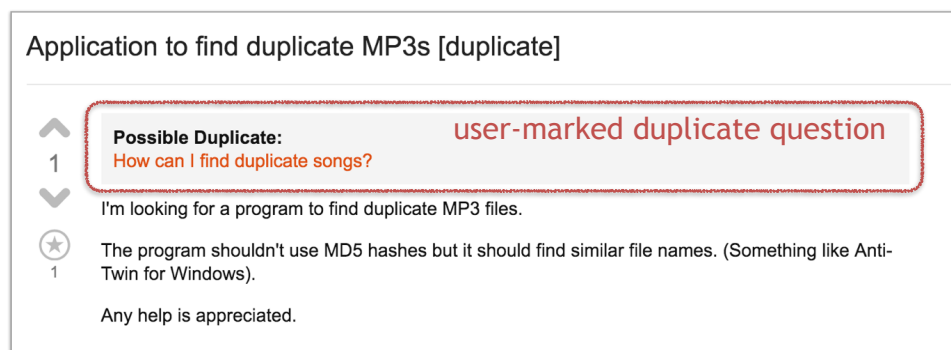 Application to find duplicate MP3s [duplicate]
Possible Duplicate:
user-marked duplicate question
How can I find duplicate songs?
1
I'm looking for a program to find duplicate MP3 files.
The program shouldn't use MD5 hashes but it should find similar file names. (Something like Anti-
Twin for Windows).
1
Any help is appreciated.